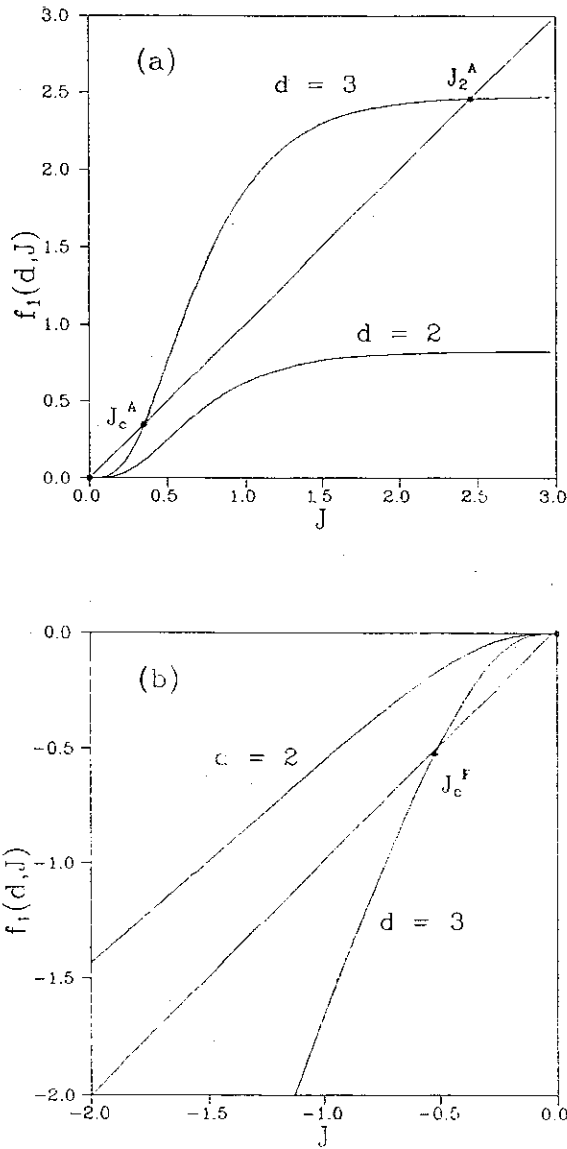 (a)
3.0
2.5
2.0
1.5
1.0
0.5
0.0
f₁(d,J)
d = 3
J₂ᴬ
d = 2
J_cᴬ
0.0 0.5 1.0 1.5 2.0 2.5 3.0
J
(b)
0.0
-0.5
-1.0
-1.5
-2.0
f₁(d,J)
c = 2
J_cᶠ
d = 3
-2.0 -1.5 -1.0 -0.5 0.0
J